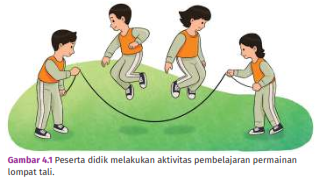 Gambar 4.1 Peserta didik melakukan aktivitas pembelajaran permainan
lompat tali.